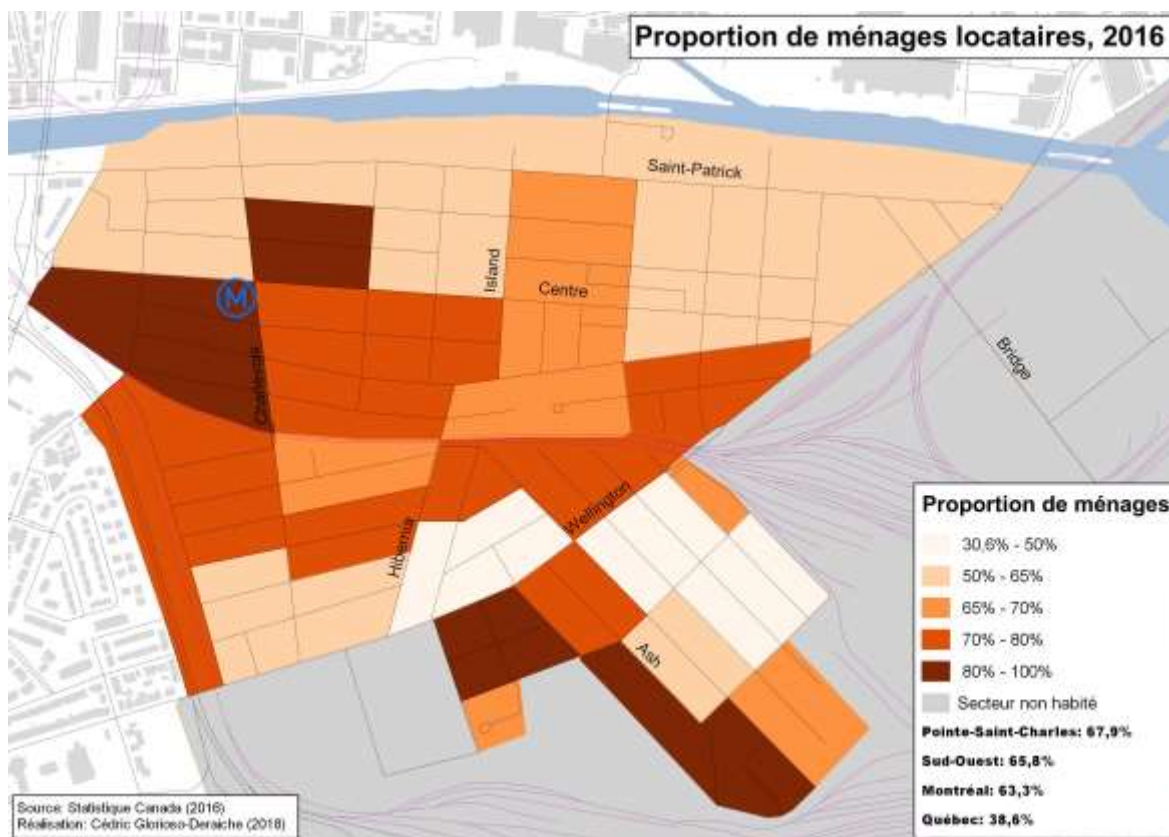 Proportion de ménages locataires, 2016
Saint-Patrick
Island
Centre
M
Charlevoix
Bridge
Wellington
Hibernia
Ash
Proportion de ménages
30,6% - 50%
50% - 65%
65% - 70%
70% - 80%
80% - 100%
Secteur non habité
Pointe-Saint-Charles: 67,9%
Sud-Ouest: 65,8%
Montréal: 63,3%
Québec: 38,6%
Source: Statistique Canada (2016)
Réalisation: Cédric Glorioso-Deraiche (2018)